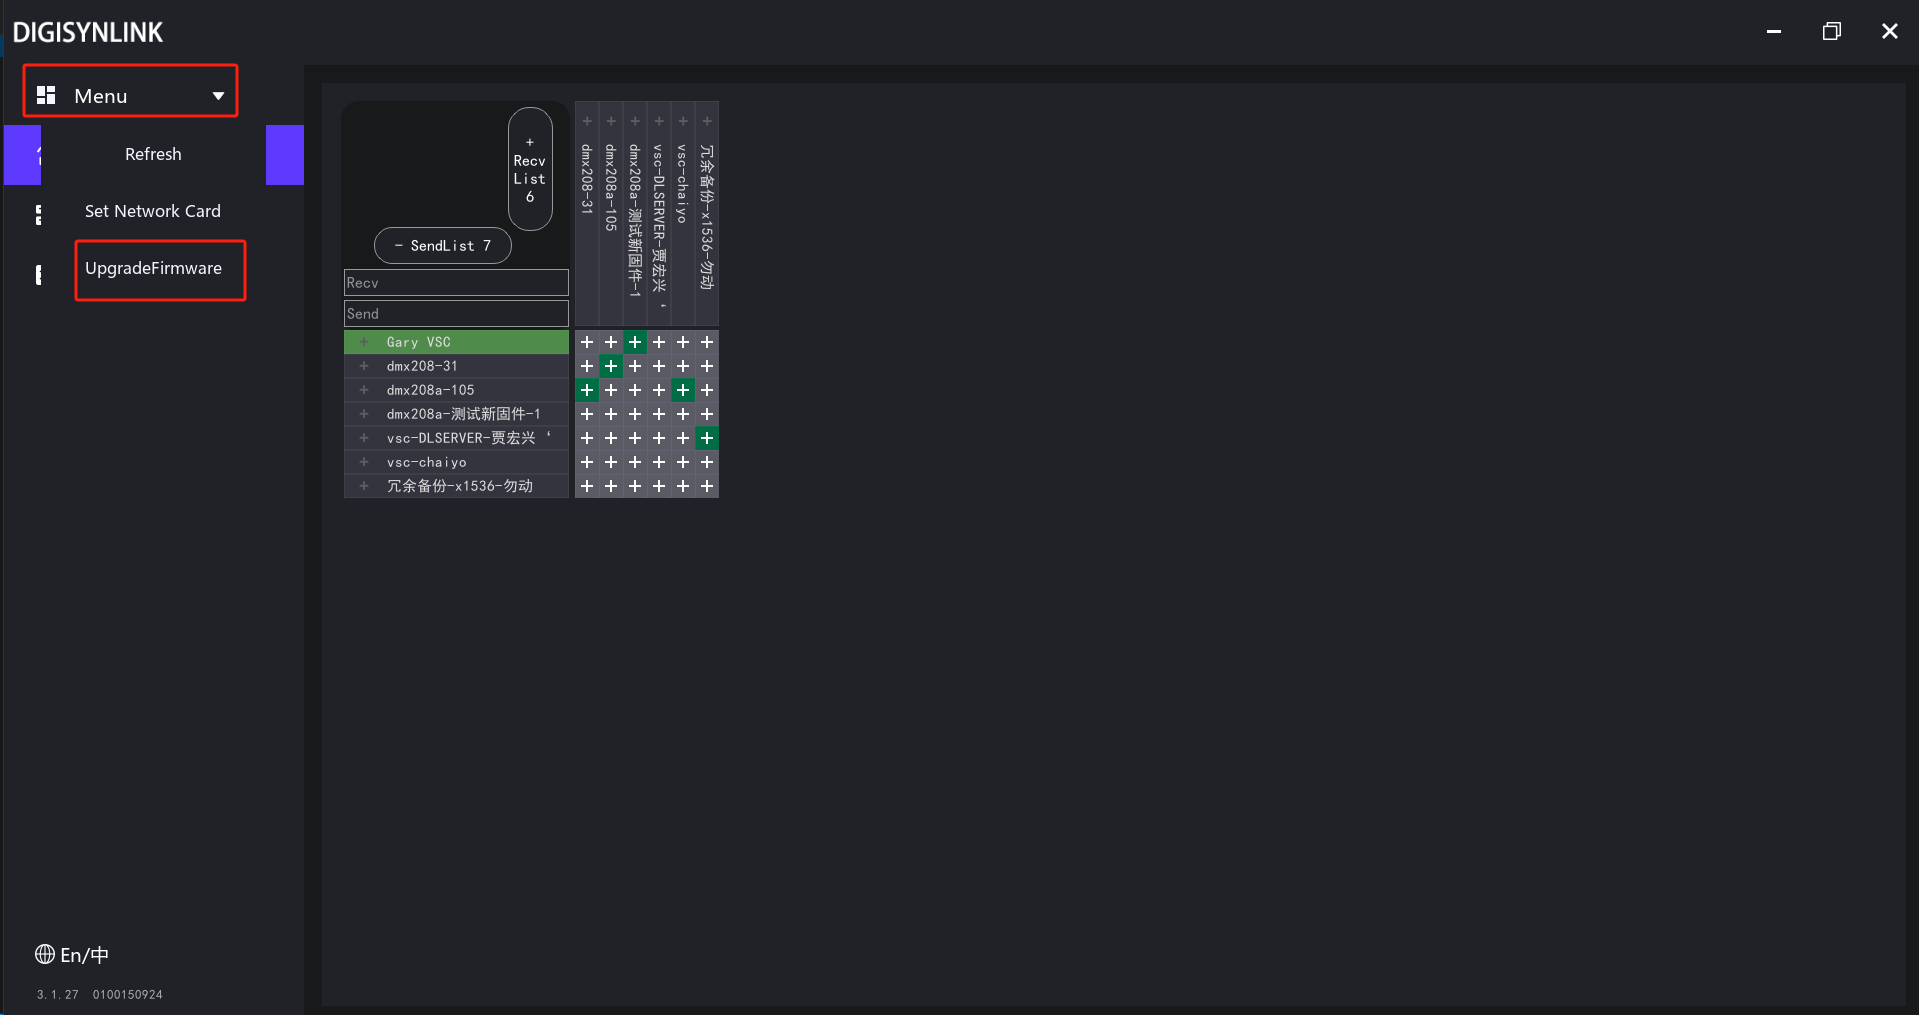 DIGISYNLINK
Menu
Refresh
Set Network Card
UpgradeFirmware
+
Recv
List
6
- SendList 7
Recv
Send
+ dmx208-31
+ dmx208a-105
+ dmx208a-测试新固件-1
+ vsc-DLSERVER-贾宏兴‘
+ vsc-chaiyo
+ 冗余备份-x1536-勿动
+ Gary VSC
+ dmx208-31
+ dmx208a-105
+ dmx208a-测试新固件-1
+ vsc-DLSERVER-贾宏兴‘
+ vsc-chaiyo
+ 冗余备份-x1536-勿动
En/中
3.1.27 0100150924